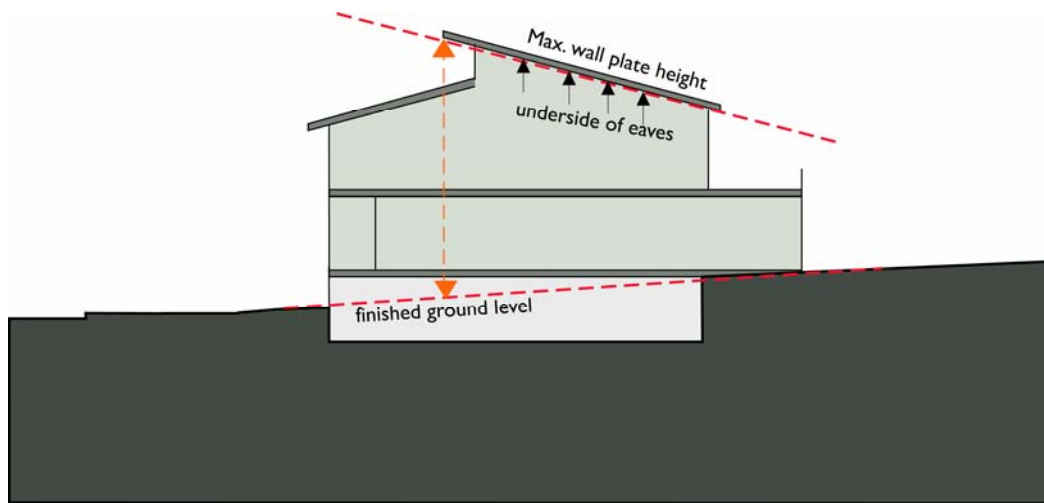 Max. wall plate height
underside of eaves
finished ground level